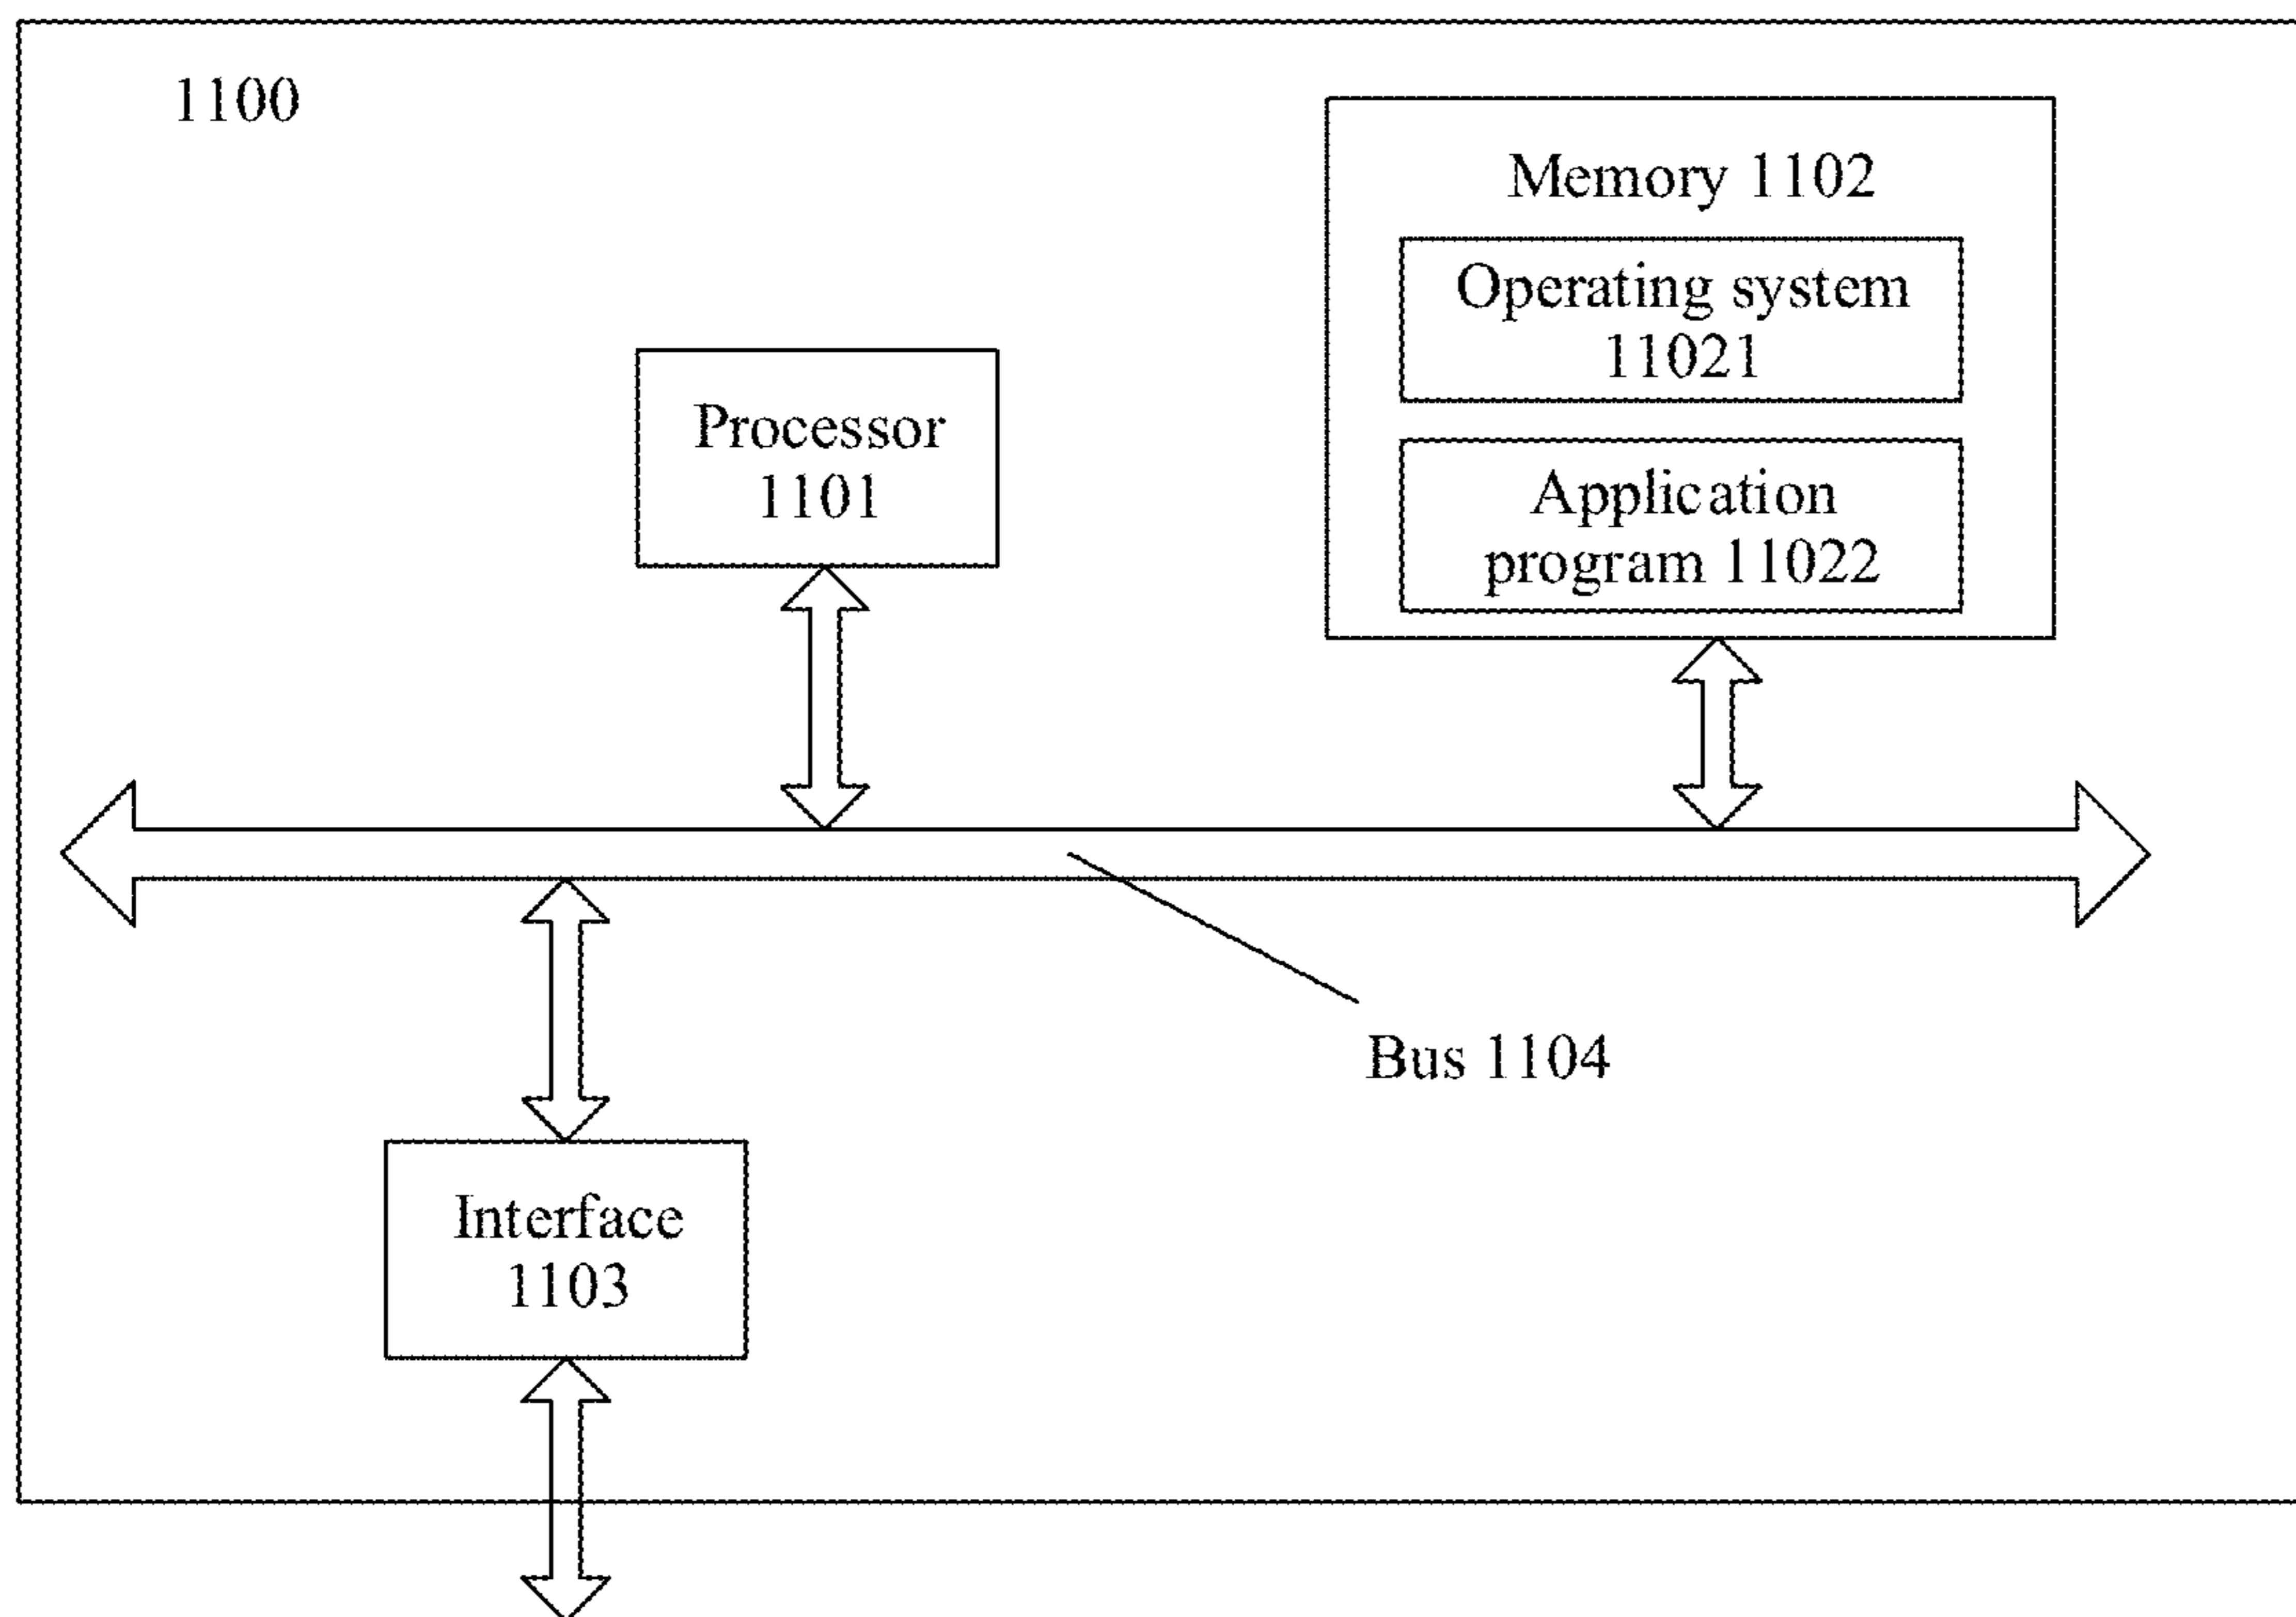 1100
Memory 1102
Operating system
11021
Application
program 11022
Processor
1101
Bus 1104
Interface
1103